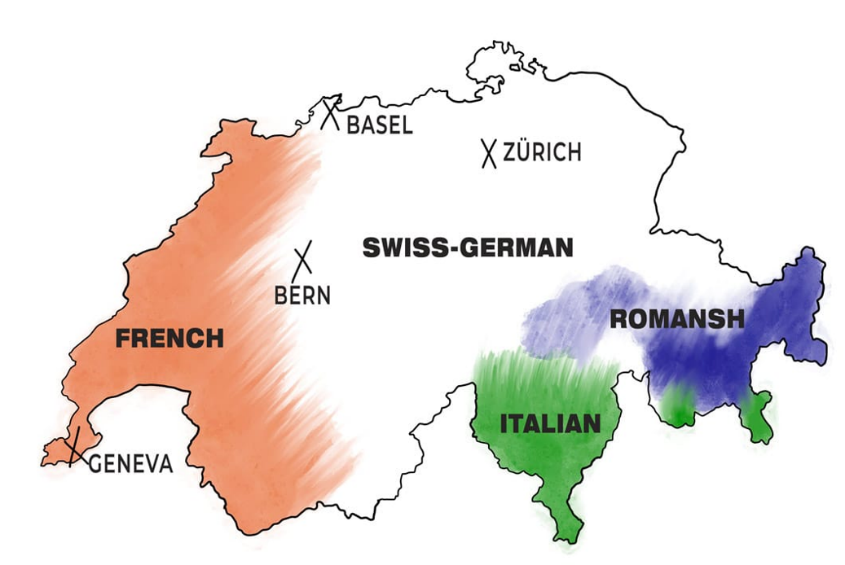 BASEL
ZÜRICH
SWISS-GERMAN
BERN
ROMANSH
FRENCH
ITALIAN
GENEVA